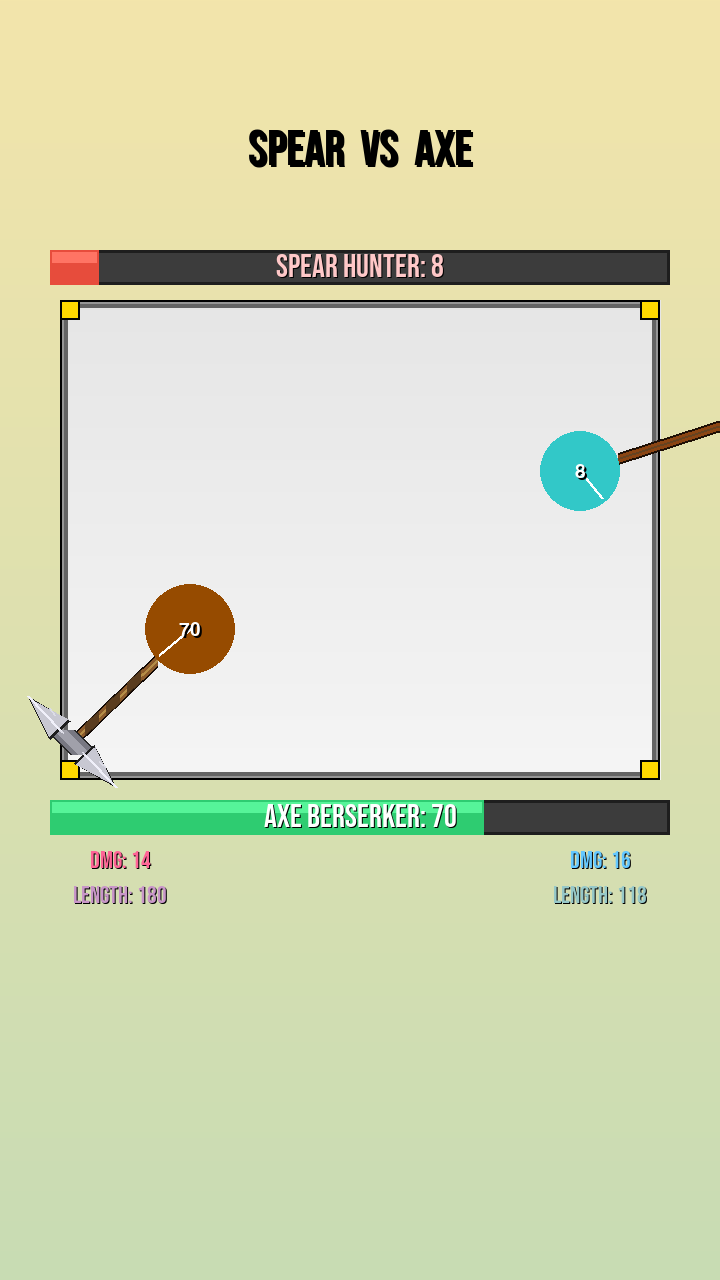 SPEAR VS AXE
SPEAR HUNTER: 8
8
70
AXE BERSERKER: 70
DMG: 14
DMG: 16
LENGTH: 180
LENGTH: 118